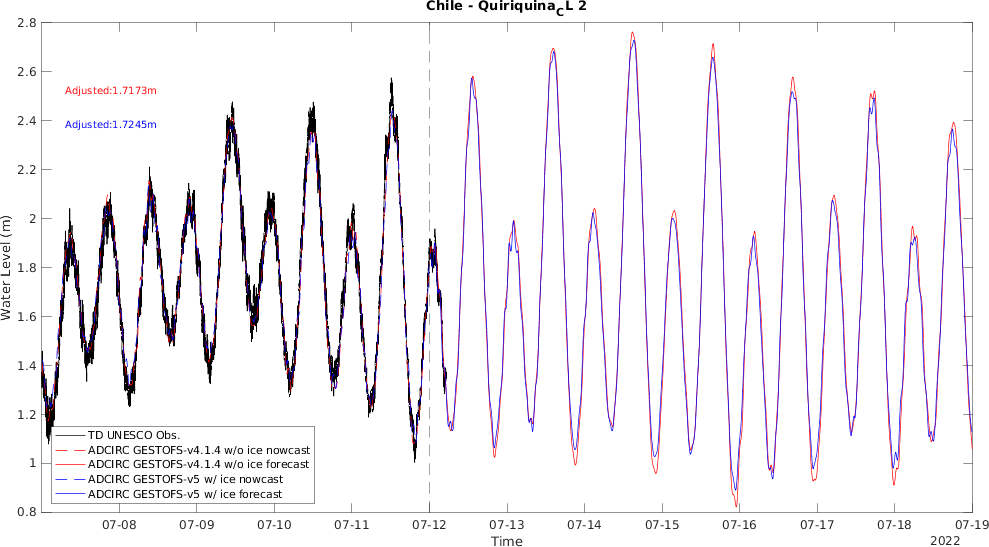 Chile - Quiriquina_CL 2
2.8
2.6
2.4
2.2
2
1.8
1.6
1.4
1.2
1
0.8
Water Level (m)
Adjusted:1.7173m
Adjusted:1.7245m
TD UNESCO Obs.
ADCIRC GESTOFS-v4.1.4 w/o ice nowcast
ADCIRC GESTOFS-v4.1.4 w/o ice forecast
ADCIRC GESTOFS-v5 w/ ice nowcast
ADCIRC GESTOFS-v5 w/ ice forecast
07-08 07-09 07-10 07-11 07-12 07-13 07-14 07-15 07-16 07-17 07-18 07-19
Time
2022